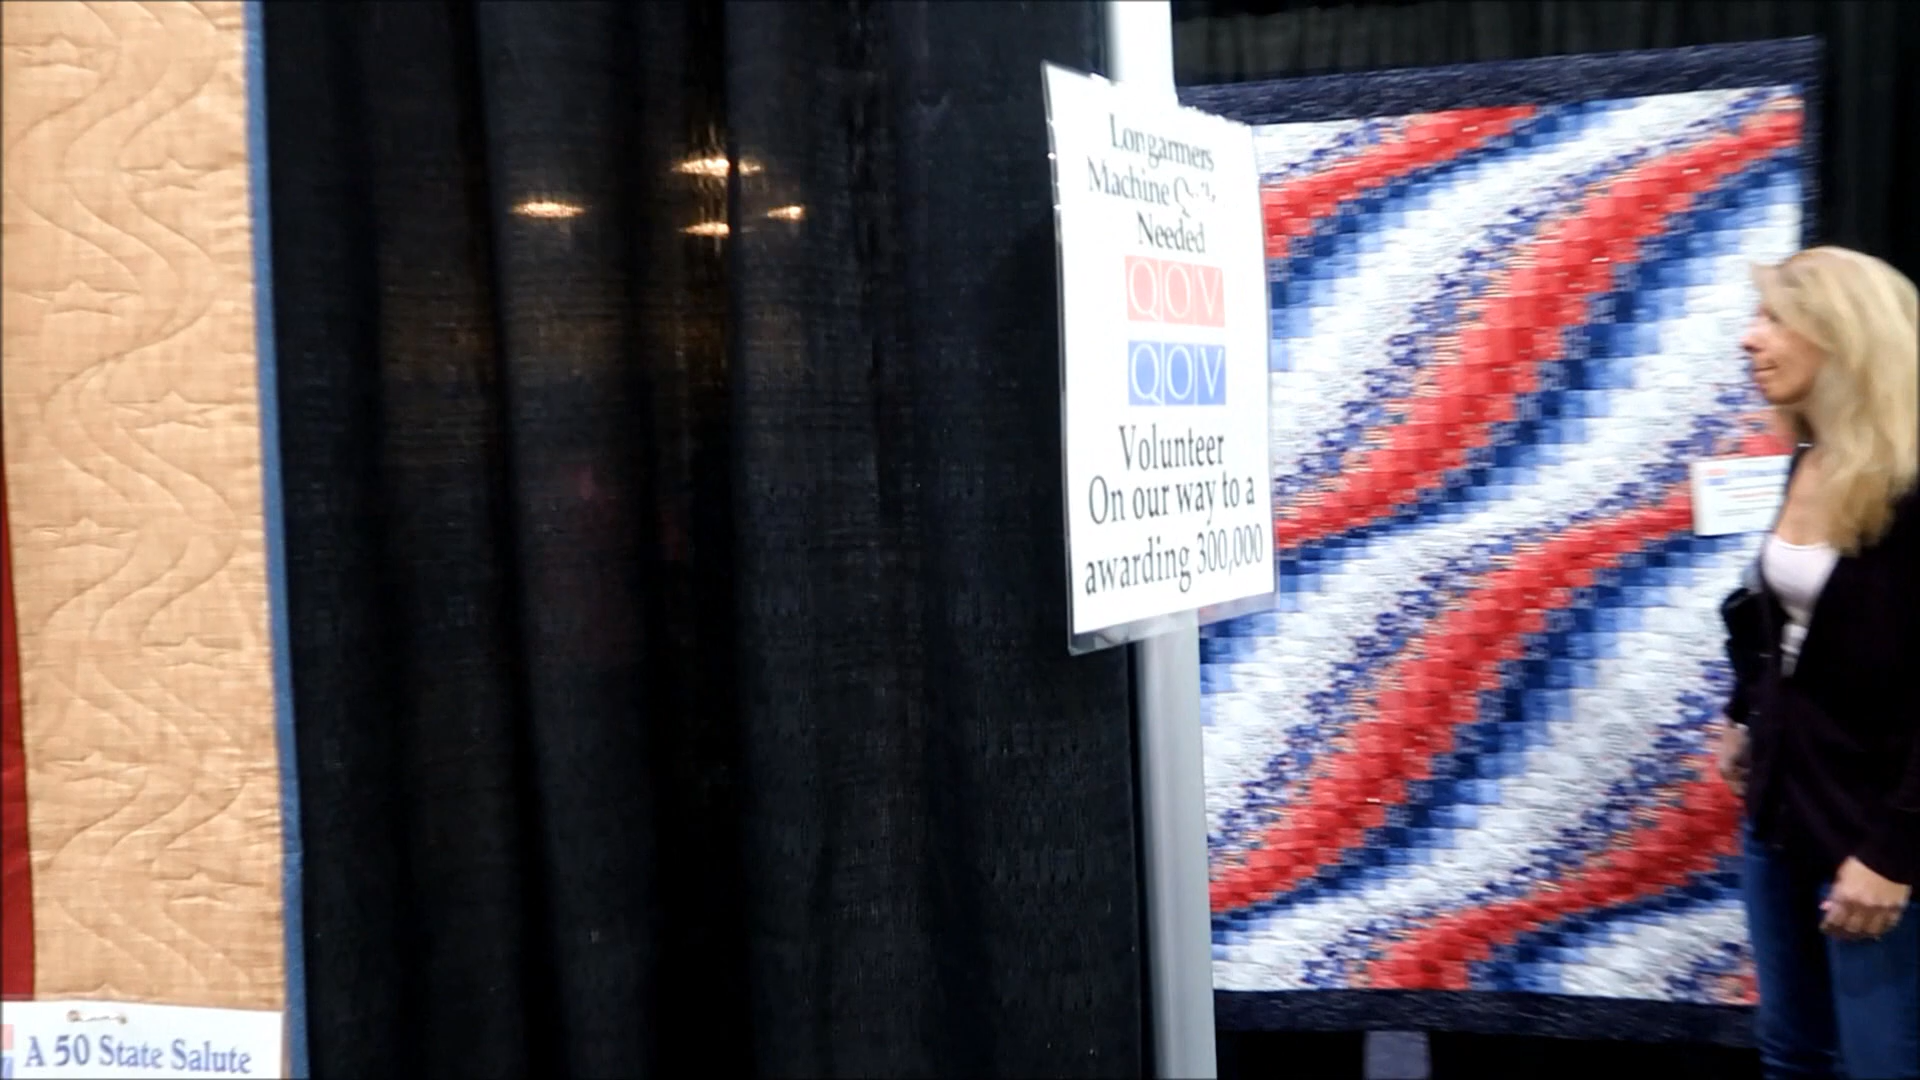 Longarmers
Machine
Needed
QOV
QOV
Volunteer
On our way to a
awarding 300,000
A 50 State Salute